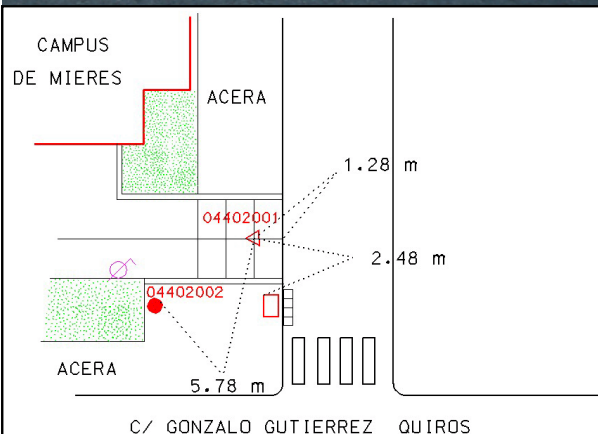 CAMPUS
DE MIERES
ACERA
1.28 m
04402001
2.48 m
04402002
ACERA
5.78 m
C/ GONZALO GUTIERREZ QUIROS